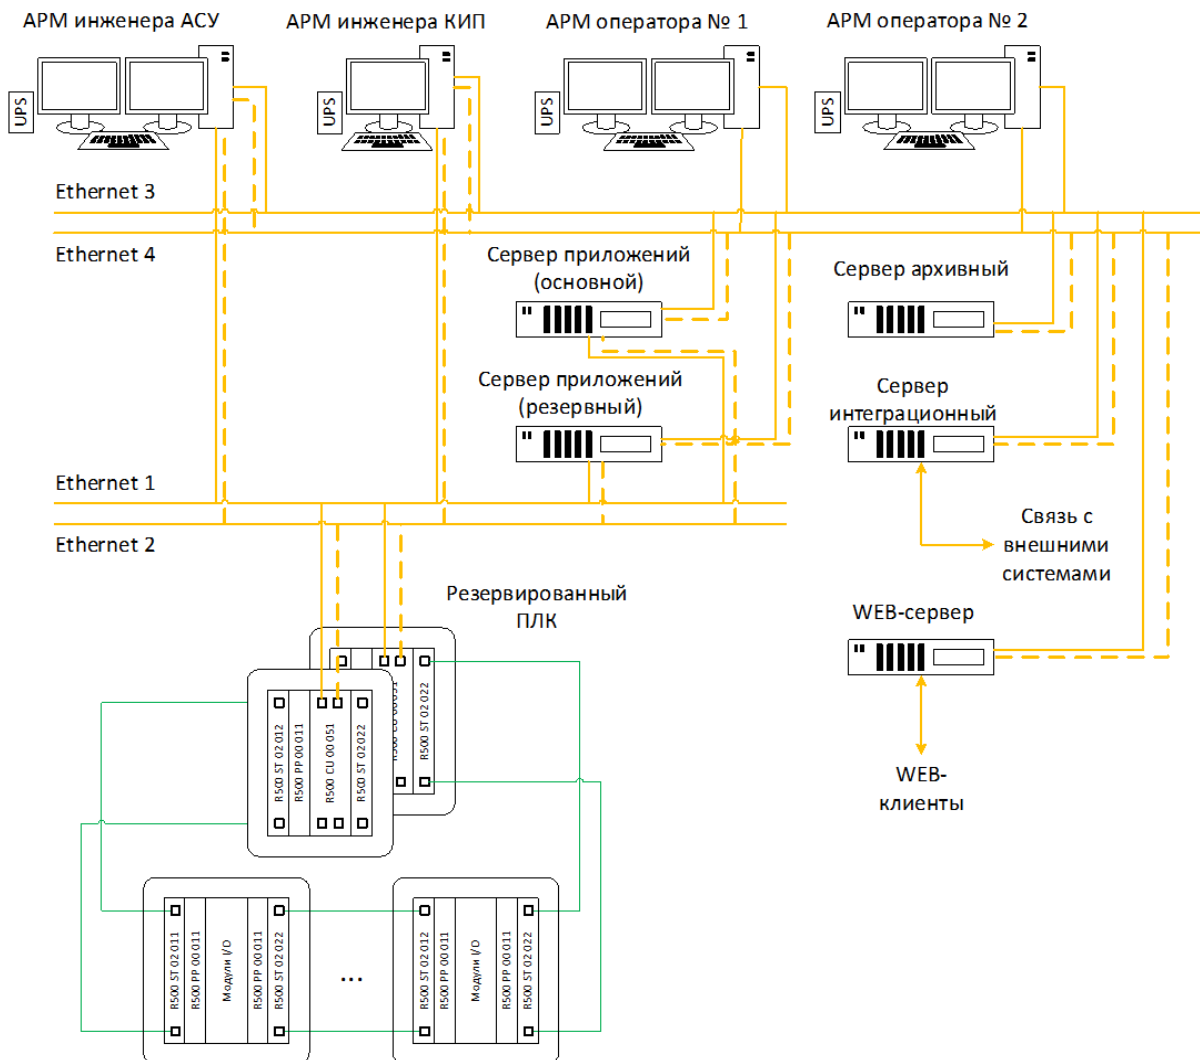 АРМ инженера АСУ
АРМ инженера КИП
АРМ оператора № 1
АРМ оператора № 2
UPS
UPS
UPS
UPS
Ethernet 3
Ethernet 4
Сервер приложений
(основной)
Сервер архивный
Сервер приложений
(резервный)
Сервер
интеграционный
Ethernet 1
Ethernet 2
Связь с
внешними
системами
Резервированный
ПЛК
WEB-сервер
WEB-
клиенты
R500 ST 02 012
R500 PP 00 011
R500 CU 00 051
R500 ST 02 022
R500 CU 00 051
R500 ST 02 022
R500 ST 02 011
R500 PP 00 011
Модули I/D
R500 PP 00 011
R500 ST 02 022
...
R500 ST 02 012
R500 PP 00 011
Модули I/D
R500 PP 00 011
R500 ST 02 022